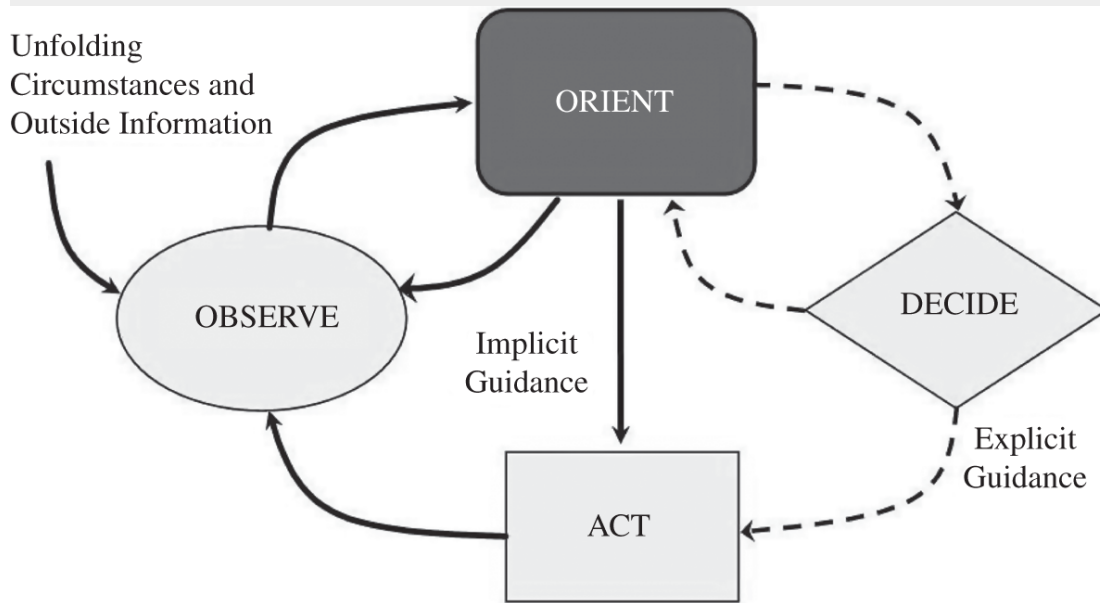 Unfolding
Circumstances and
Outside Information
ORIENT
OBSERVE
DECIDE
Implicit
Guidance
Explicit
Guidance
ACT